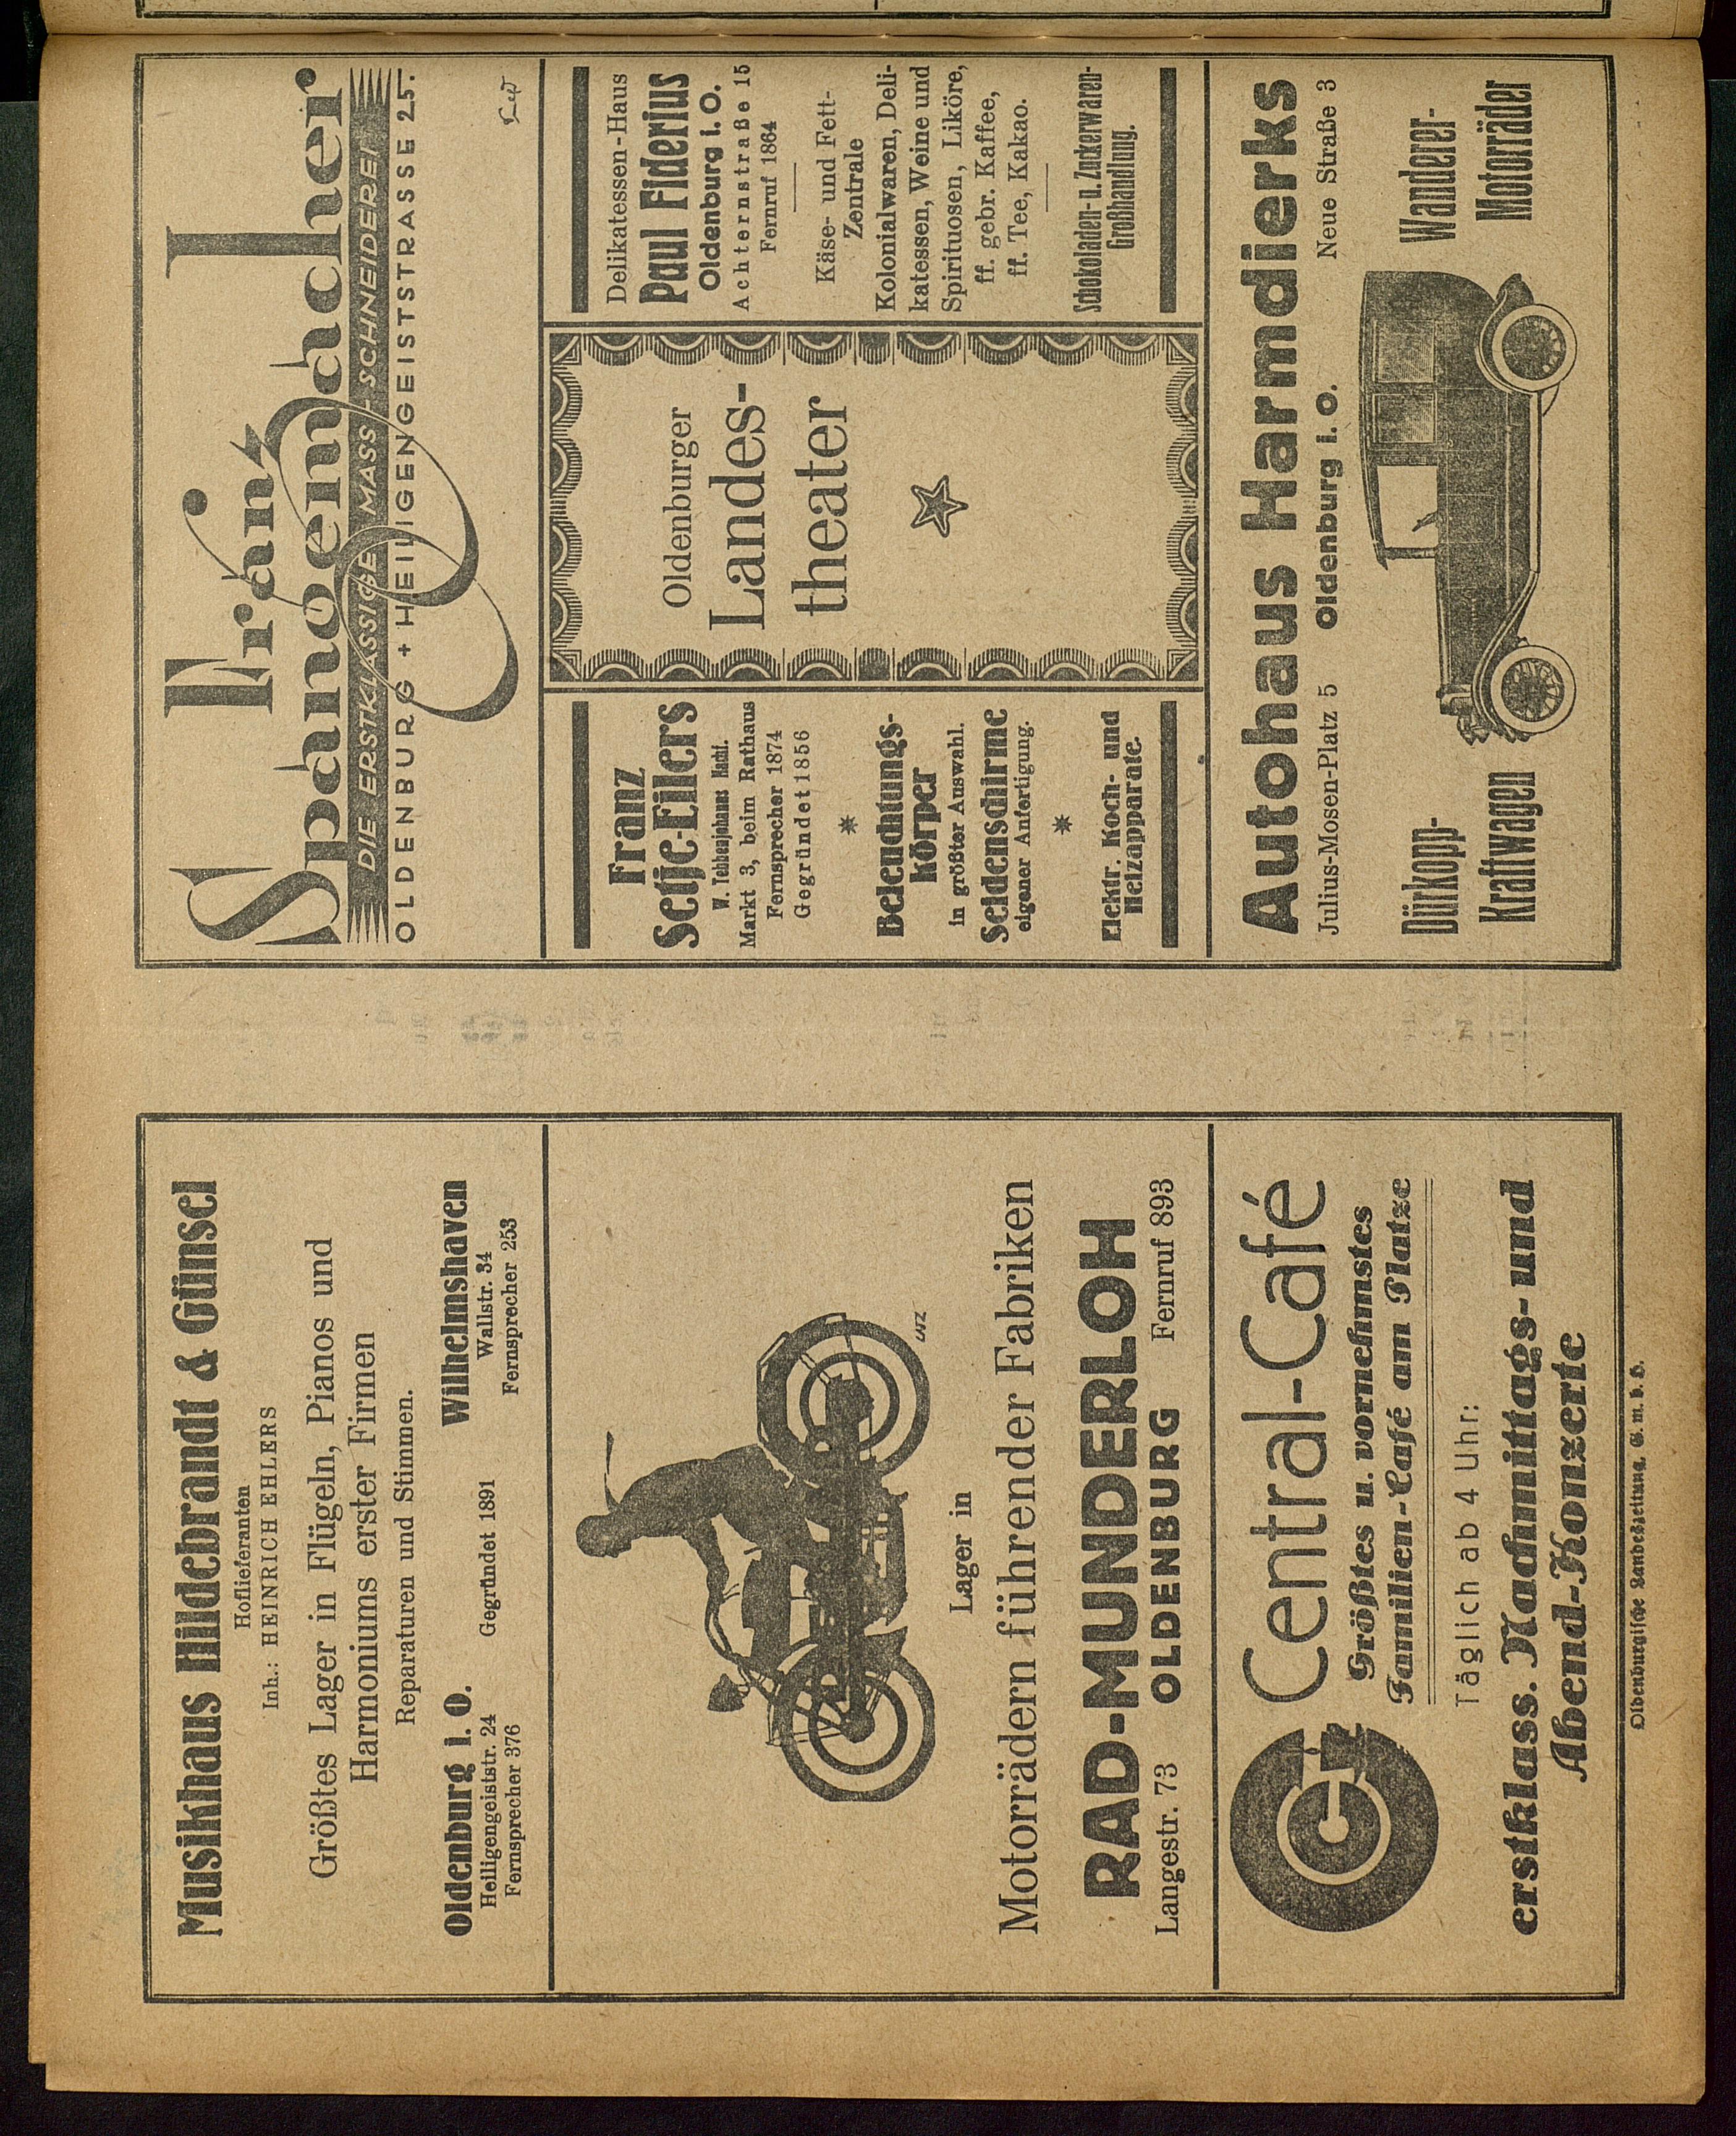 Musikhaus Hildebrandt & Günsel
Hoflieferanten
Inh.: HEINRICH EHLERS
Größtes Lager in Flügeln, Pianos und
Harmoniums erster Firmen
Reparaturen und Stimmen.
Oldenburg i. O.
Heiligengeiststr. 24
Fernsprecher 376
Gegründet 1891
Wilhelmshaven
Wallstr. 34
Fernsprecher 253
Lager in
Motorrädern führender Fabriken
RAD-MUNDERLOH
Langestr. 73 OLDENBURG Fernruf 893
Central-Café
Größtes u. vornehmstes
Familien-Café am Platze
Täglich ab 4 Uhr:
erstklass. Nachmittags- und
Abend-Konzerte
Oldenburgische Landeszeitung, G. m. b. H.
Franz
Spanoemacher
DIE ERSTKLASSIGE MASS-SCHNEIDEREI
OLDENBURG + HEILIGENGEISTSTRASSE 25.
Franz
Setje-Eilers
W. Tebbenjohanns Nachf.
Markt 3, beim Rathaus
Fernsprecher 1874
Gegründet 1856
Beleuchtungs-
körper
in größter Auswahl.
Seidenschirme
eigener Anfertigung.
Elektr. Koch- und
Heizapparate.
Oldenburger
Landes-
theater
Delikatessen-Haus
Paul Fiderius
Oldenburg i. O.
Achternstraße 15
Fernruf 1864
Käse- und Fett-
Zentrale
Kolonialwaren, Deli-
katessen, Weine und
Spirituosen, Liköre,
ff. gebr. Kaffee,
ff. Tee, Kakao.
Schokoladen- u. Zuckerwaren-
Großhandlung.
Autohaus Harmdierks
Julius-Mosen-Platz 5 Oldenburg i. O. Neue Straße 3
Dürkopp-
Kraftwagen
Wanderer-
Motorräder